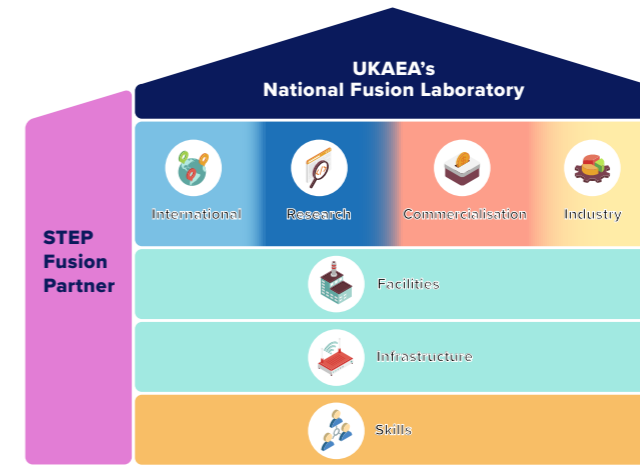 UKAEA's
National Fusion Laboratory
International
Research
Commercialisation
Industry
STEP
Fusion
Partner
Facilities
Infrastructure
Skills